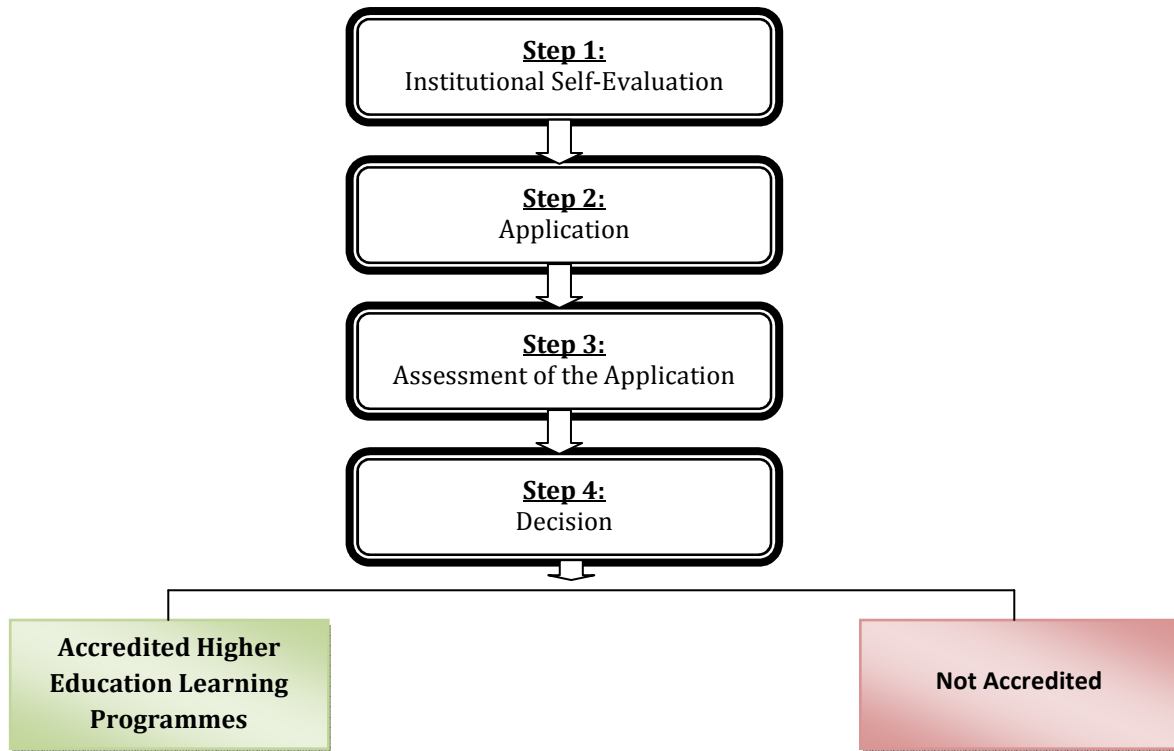 Step 1:
Institutional Self-Evaluation
Step 2:
Application
Step 3:
Assessment of the Application
Step 4:
Decision
Accredited Higher
Education Learning
Programmes
Not Accredited